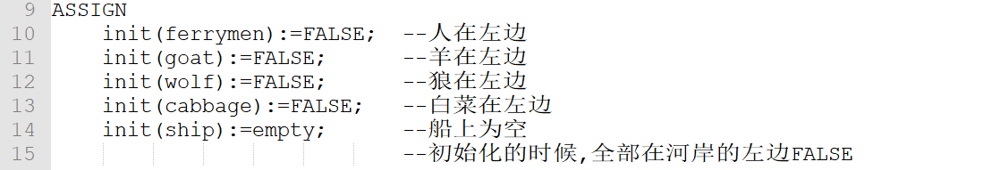 9 ASSIGN
10 init(ferrymen):=FALSE; --人在左边
11 init(goat):=FALSE; --羊在左边
12 init(wolf):=FALSE; --狼在左边
13 init(cabbage):=FALSE; --白菜在左边
14 init(ship):=empty; --船上为空
15 --初始化的时候,全部在河岸的左边FALSE